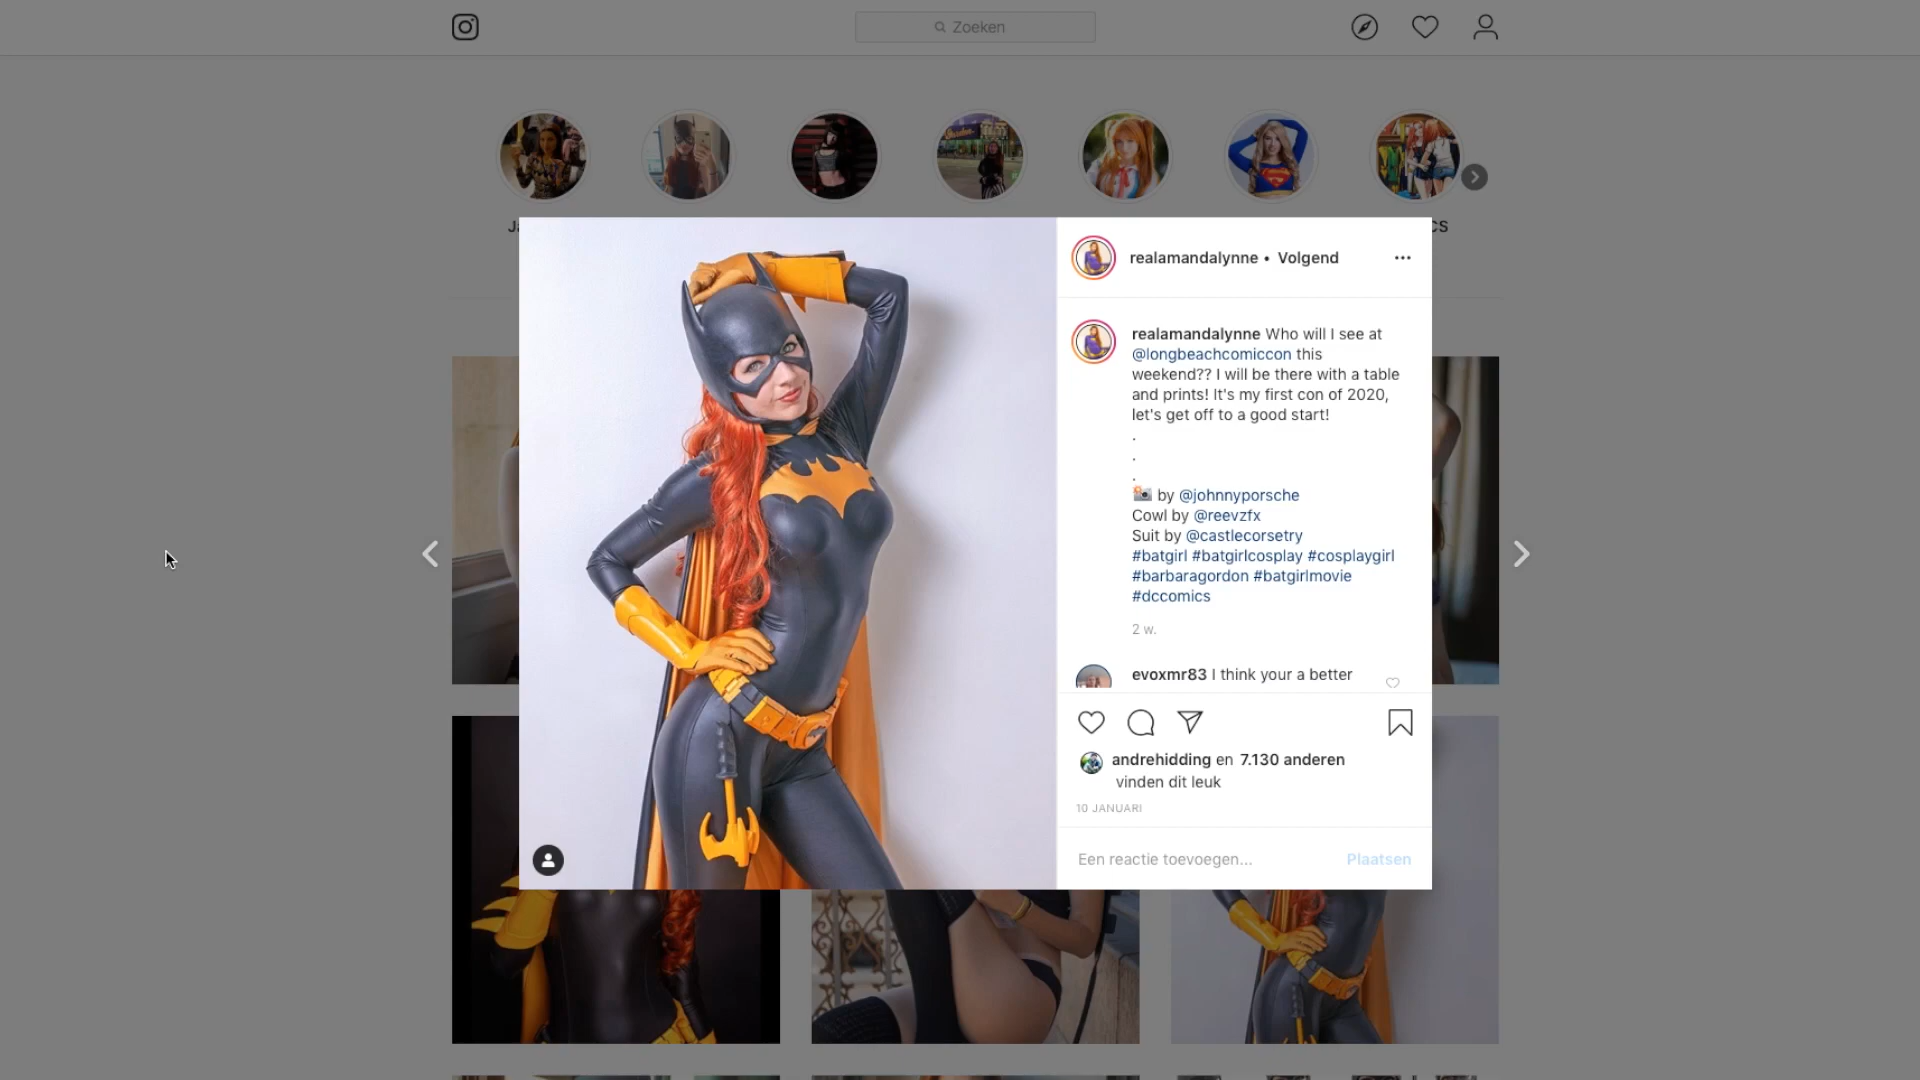 Zoeken
J
CS
realamandalynne • Volgend
realamandalynne Who will I see at
@longbeachcomiccon this
weekend?? I will be there with a table
and prints! It's my first con of 2020,
let's get off to a good start!
.
.
.
by @johnnyporsche
Cowl by @reevzfx
Suit by @castlecorsetry
#batgirl #batgirlcosplay #cosplaygirl
#barbaragordon #batgirlmovie
#dccomics
2 w.
evoxmr83 I think your a better
andrehidding en 7.130 anderen
vinden dit leuk
10 JANUARI
Een reactie toevoegen...
Plaatsen